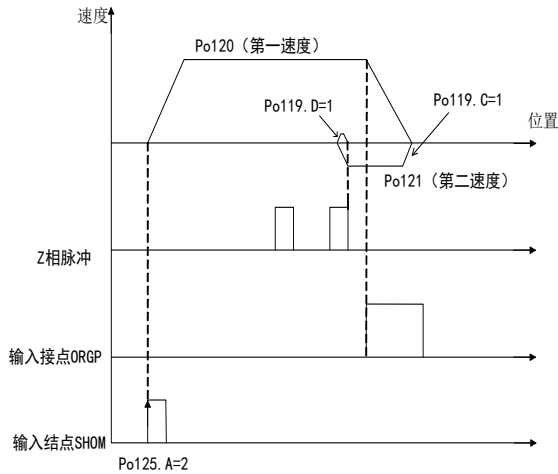 速度
Po120（第一速度）
Po119.D=1
Po119.C=1
位置
Po121（第二速度）
Z相脉冲
输入接点ORGP
输入结点SHOM
Po125.A=2